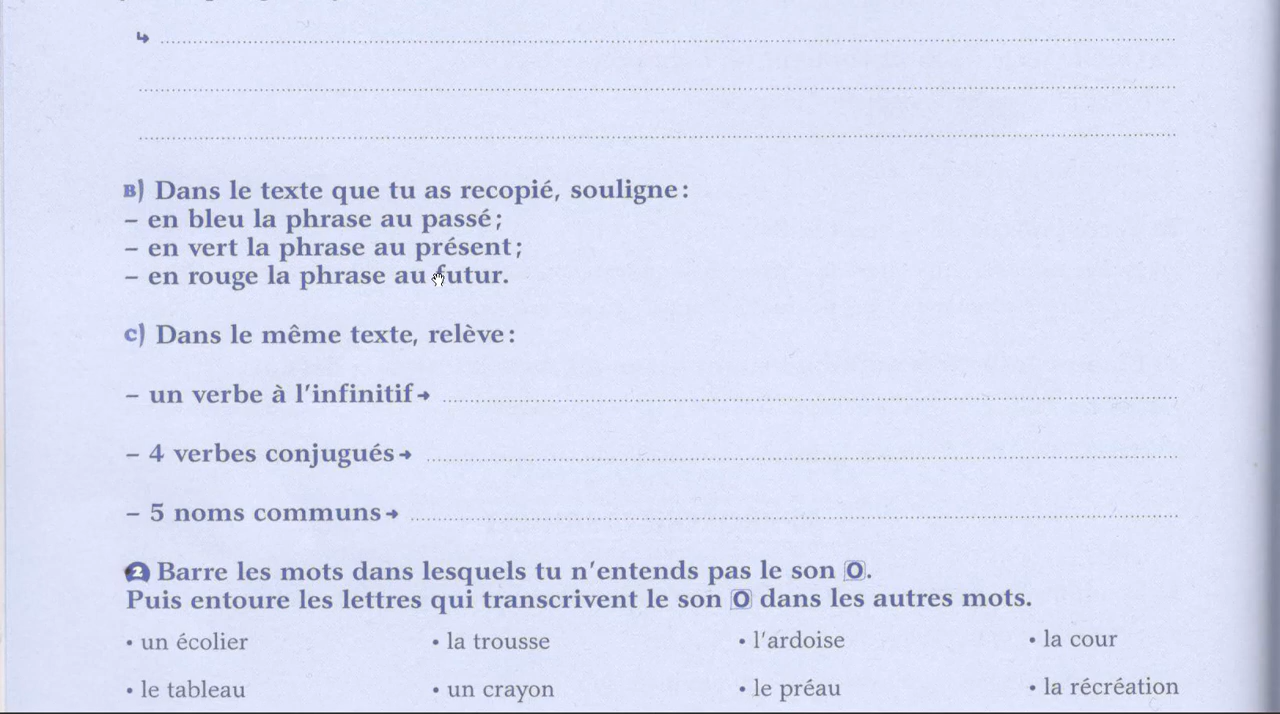 B) Dans le texte que tu as recopié, souligne :
– en bleu la phrase au passé ;
– en vert la phrase au présent ;
– en rouge la phrase au futur.
C) Dans le même texte, relève :
– un verbe à l'infinitif →
– 4 verbes conjugués →
– 5 noms communs →
2 Barre les mots dans lesquels tu n'entends pas le son O.
Puis entoure les lettres qui transcrivent le son O dans les autres mots.
• un écolier • la trousse • l'ardoise • la cour
• le tableau • un crayon • le préau • la récréation